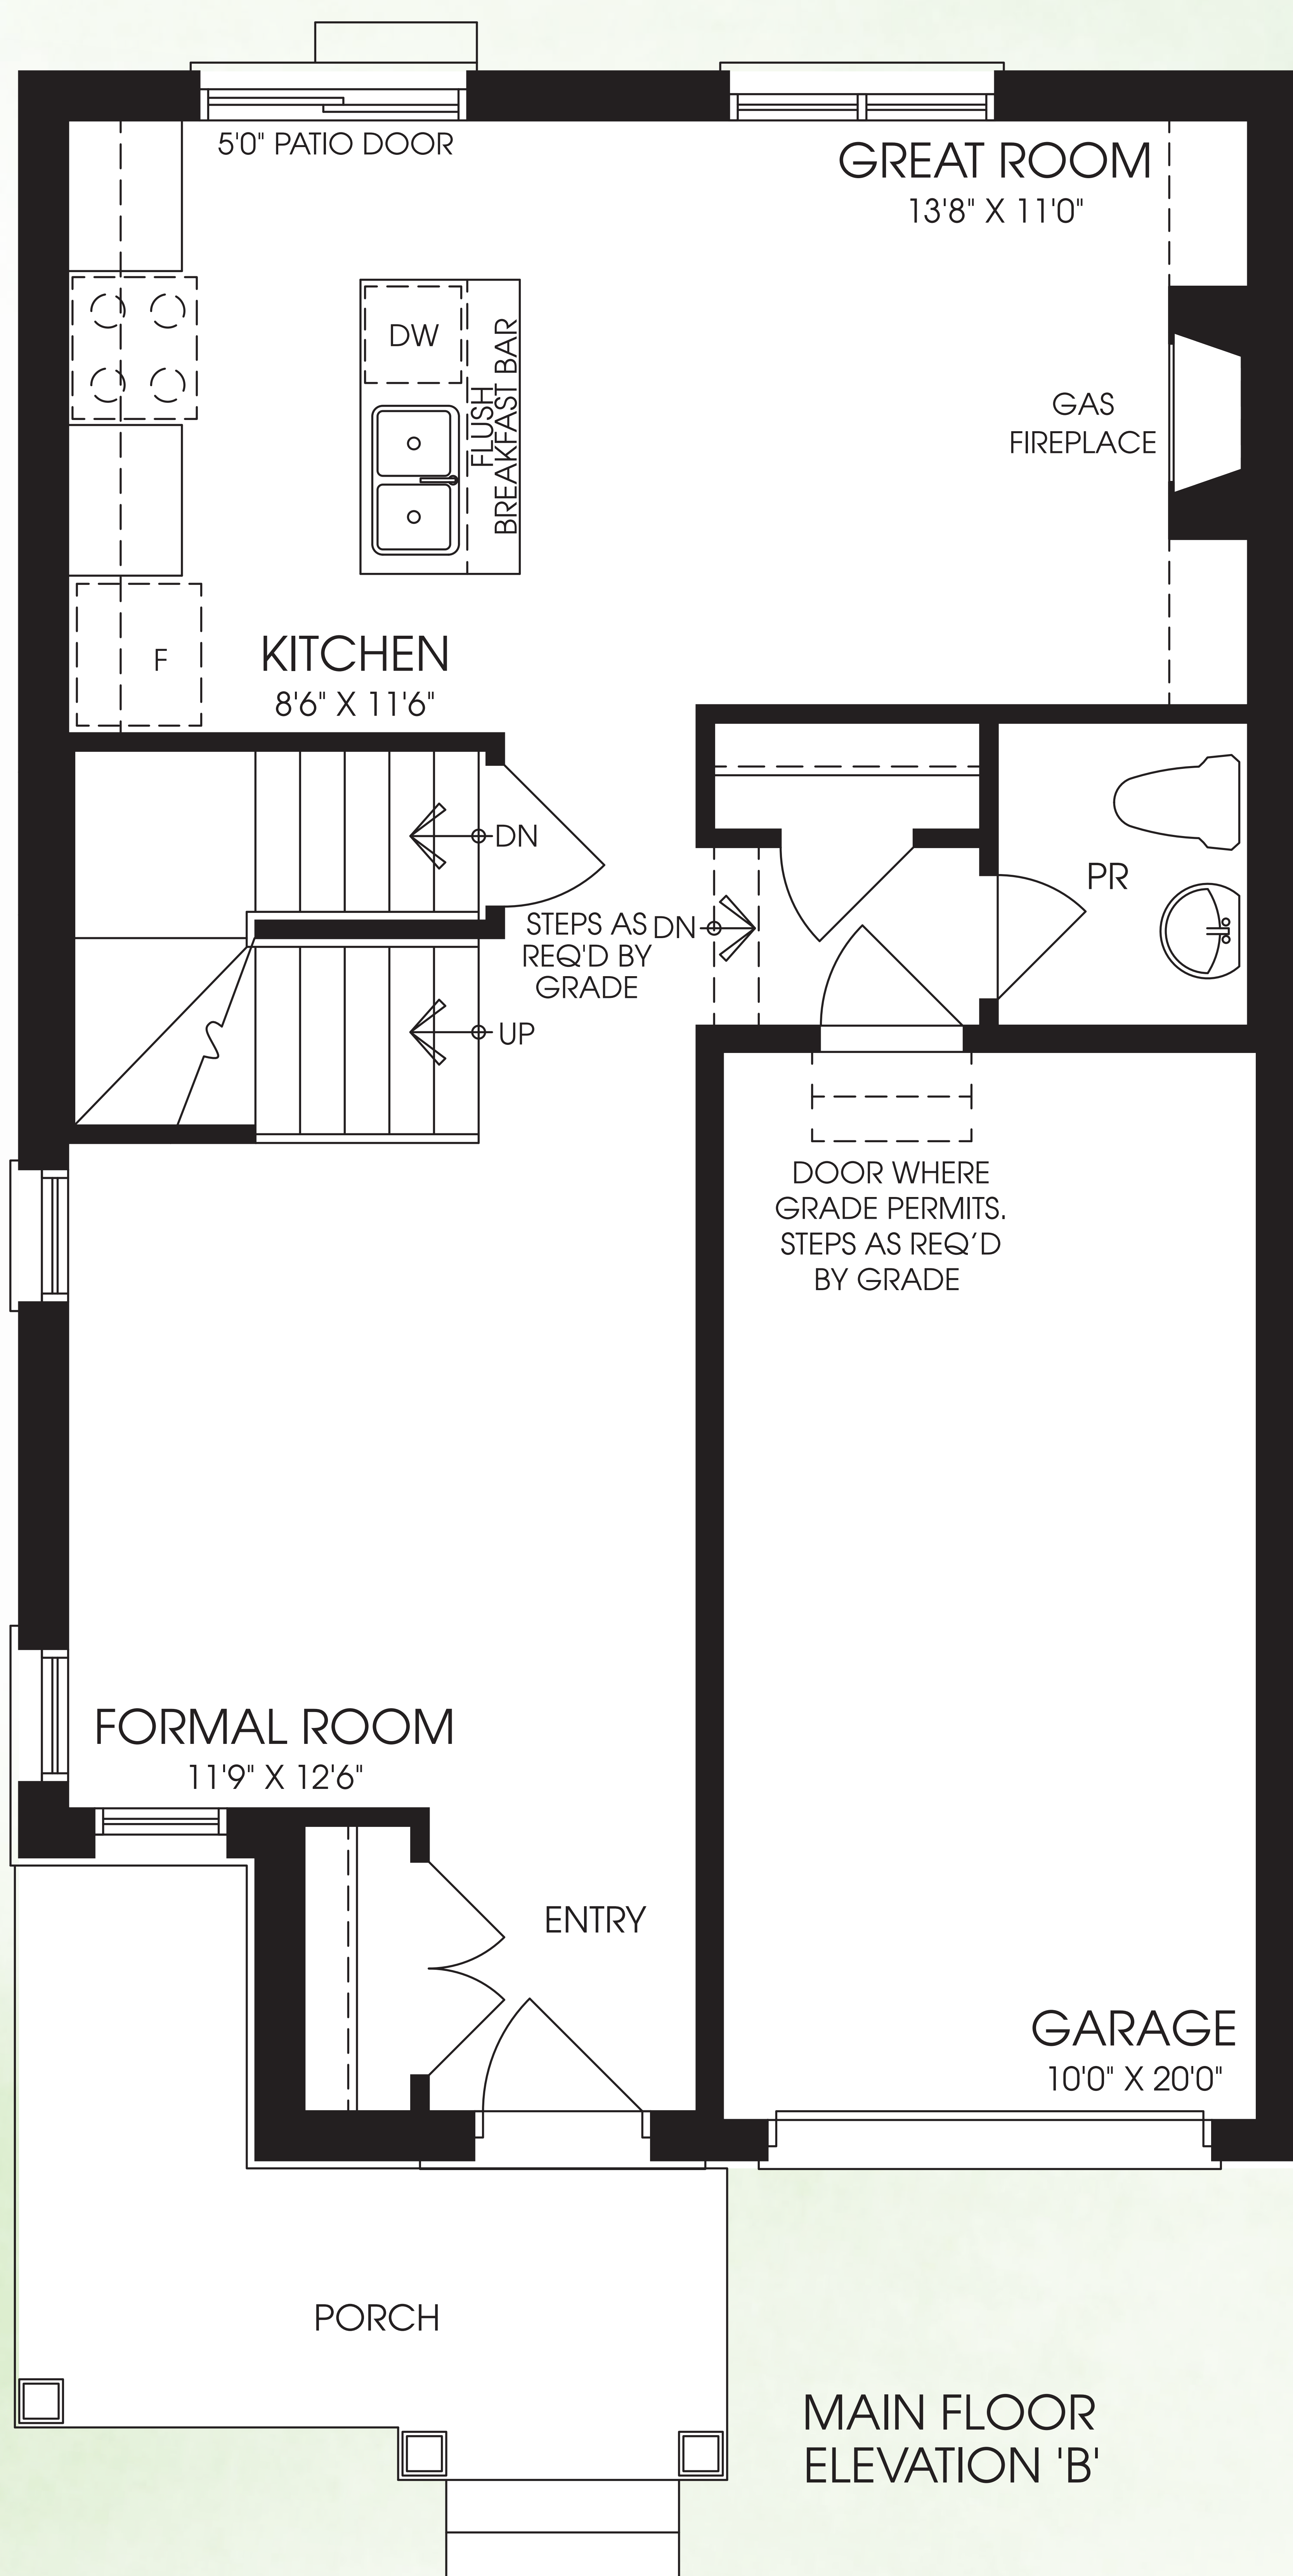 5'0" PATIO DOOR
GREAT ROOM
13'8" X 11'0"
DW
FLUSH
BREAKFAST BAR
GAS
FIREPLACE
F
KITCHEN
8'6" X 11'6"
DN
PR
STEPS AS
REQ'D BY
GRADE
DN
UP
DOOR WHERE
GRADE PERMITS.
STEPS AS REQ’D
BY GRADE
FORMAL ROOM
11'9" X 12'6"
ENTRY
GARAGE
10'0" X 20'0"
PORCH
MAIN FLOOR
ELEVATION 'B'